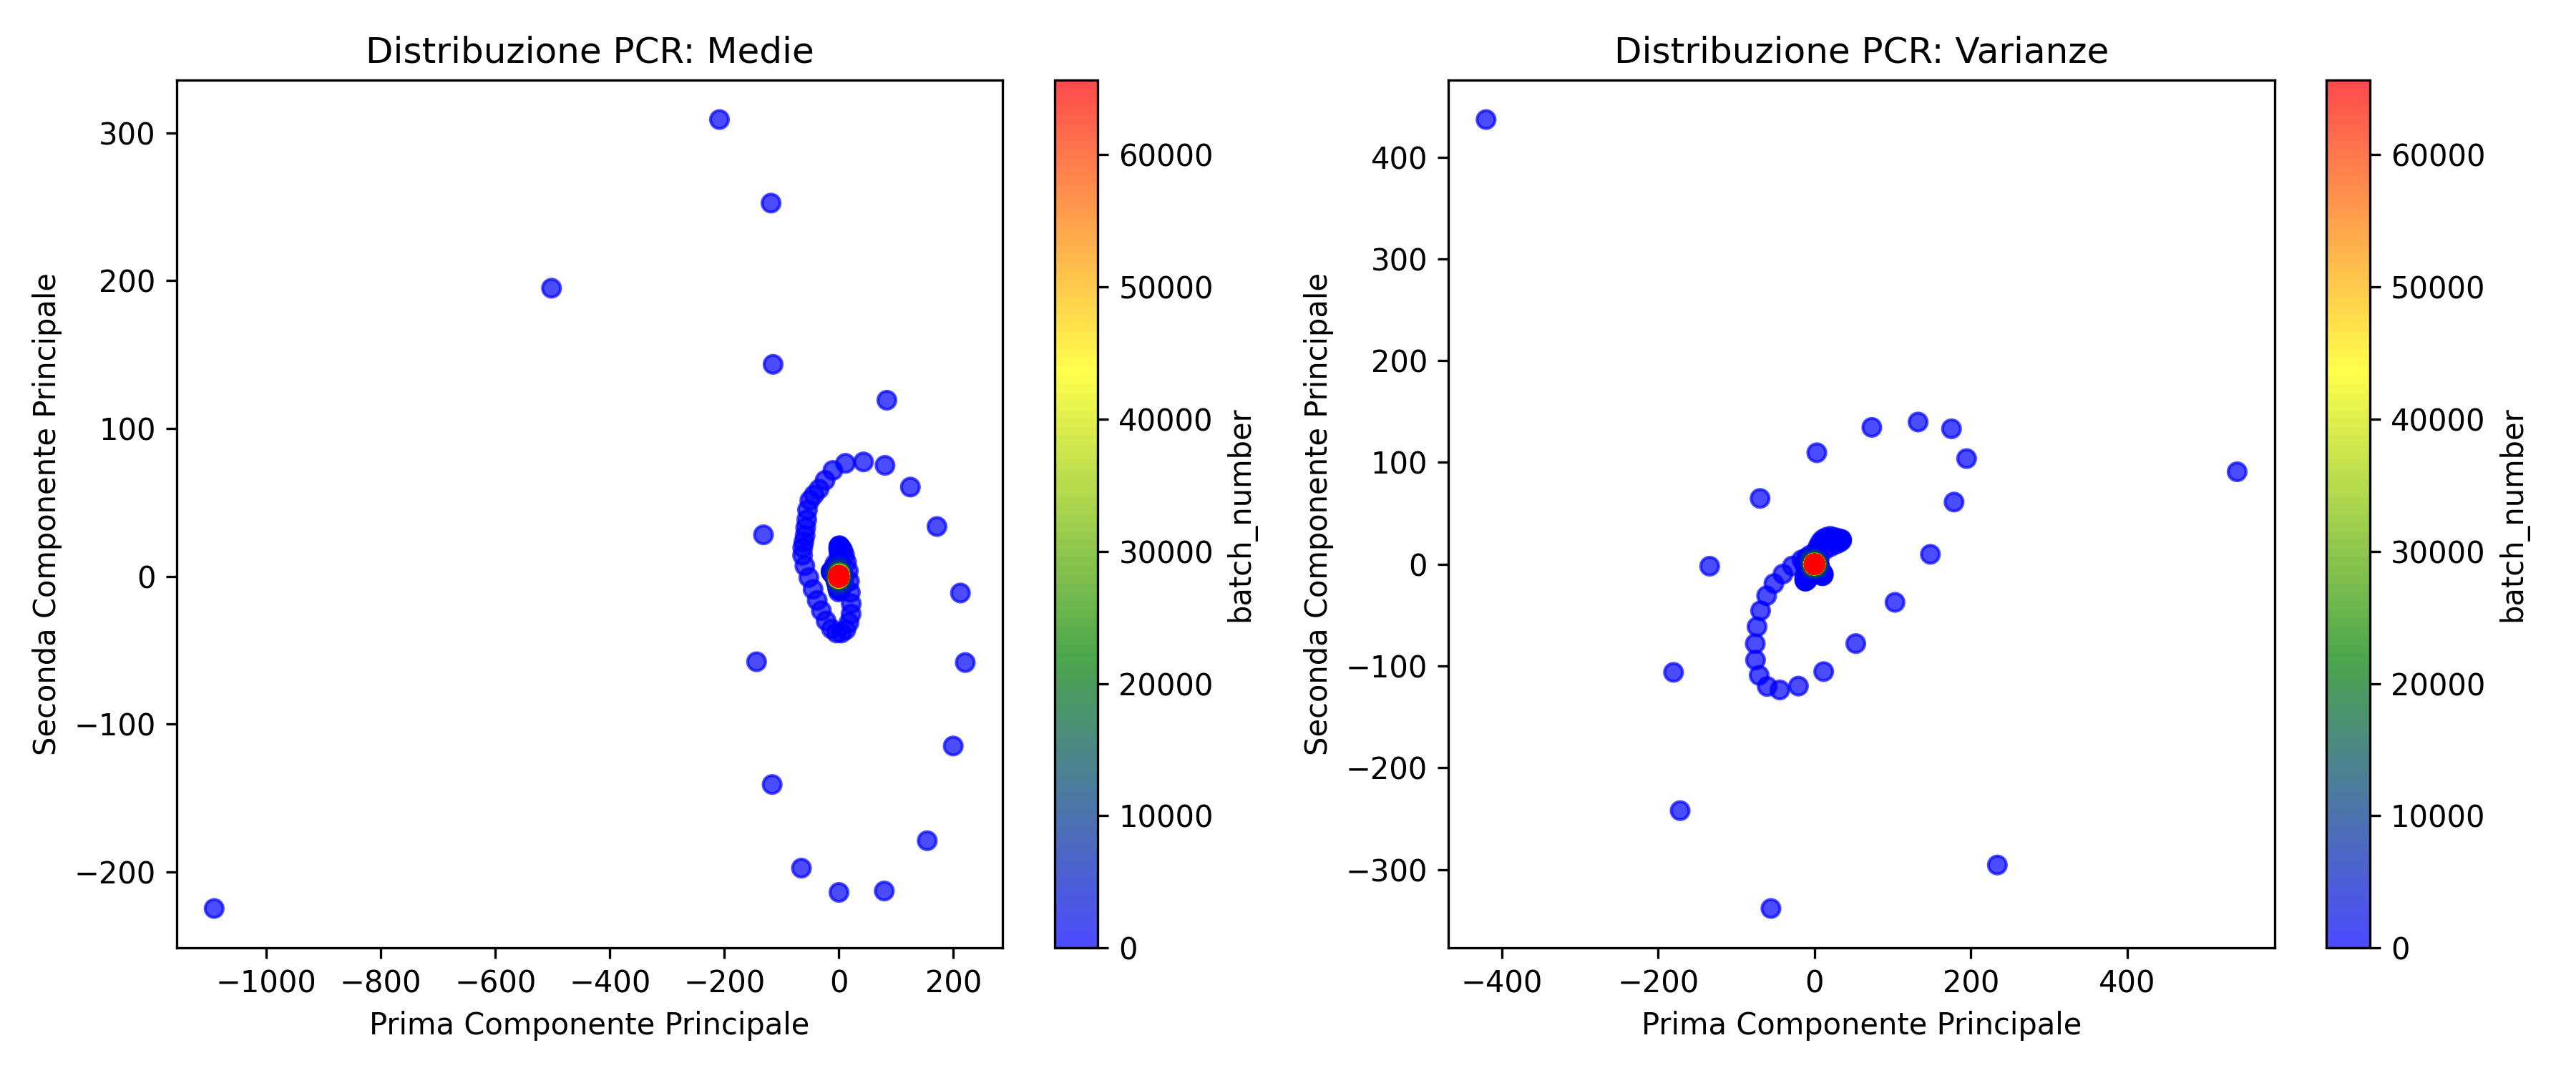 Distribuzione PCR: Medie
300
200
100
0
−100
−200
Seconda Componente Principale
−1000 −800 −600 −400 −200 0 200
Prima Componente Principale
60000
50000
40000
30000
20000
10000
0
batch_number
Distribuzione PCR: Varianze
400
300
200
100
0
−100
−200
−300
Seconda Componente Principale
−400 −200 0 200 400
Prima Componente Principale
60000
50000
40000
30000
20000
10000
0
batch_number